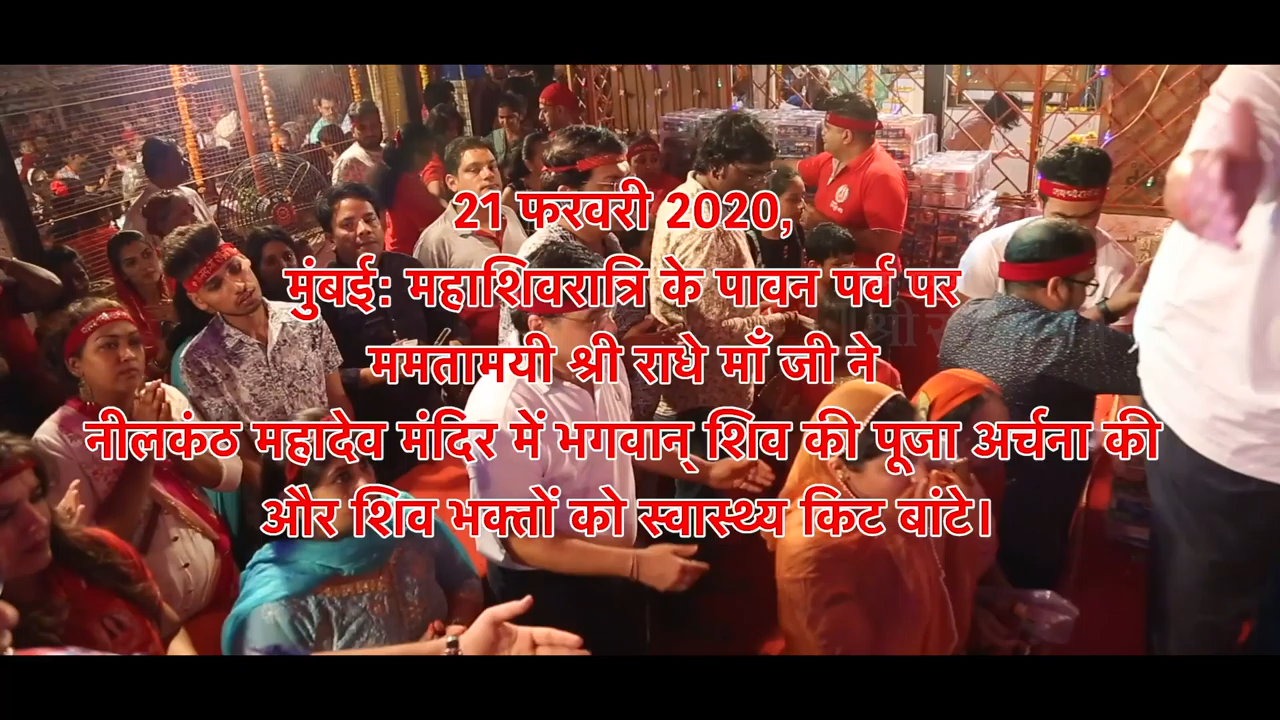 21 फरवरी 2020,
मुंबई: महाशिवरात्रि के पावन पर्व पर
ममतामयी श्री राधे माँ जी ने
नीलकंठ महादेव मंदिर में भगवान् शिव की पूजा अर्चना की
और शिव भक्तों को स्वास्थ्य किट बांटे।